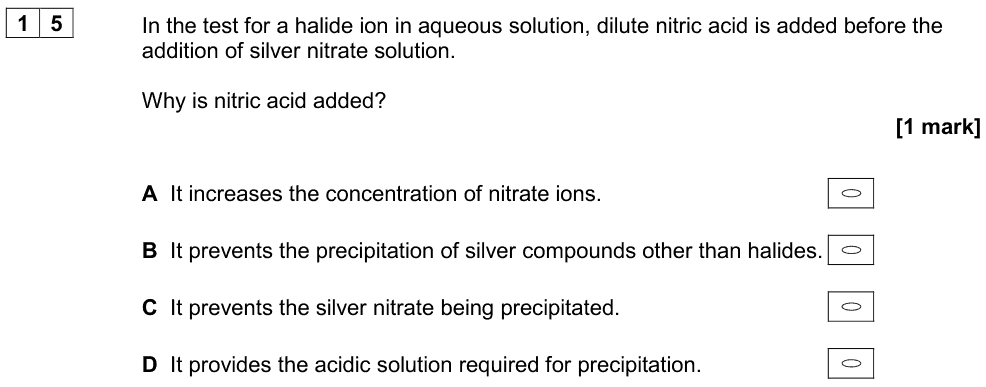 1 5
In the test for a halide ion in aqueous solution, dilute nitric acid is added before the
addition of silver nitrate solution.
Why is nitric acid added?
[1 mark]
A It increases the concentration of nitrate ions.
B It prevents the precipitation of silver compounds other than halides.
C It prevents the silver nitrate being precipitated.
D It provides the acidic solution required for precipitation.